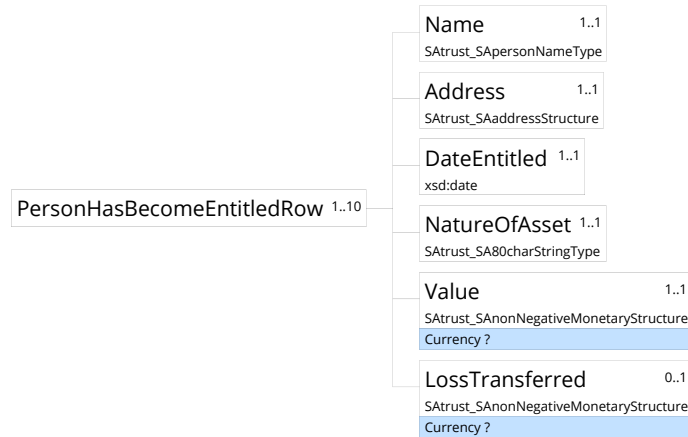 Name 1..1
SAtrust_SApersonNameType
Address 1..1
SAtrust_SAaddressStructure
DateEntitled 1..1
xsd:date
PersonHasBecomeEntitledRow 1..10
NatureOfAsset 1..1
SAtrust_SA80charStringType
Value 1..1
SAtrust_SAnonNegativeMonetaryStructure
Currency ?
LossTransferred 0..1
SAtrust_SAnonNegativeMonetaryStructure
Currency ?